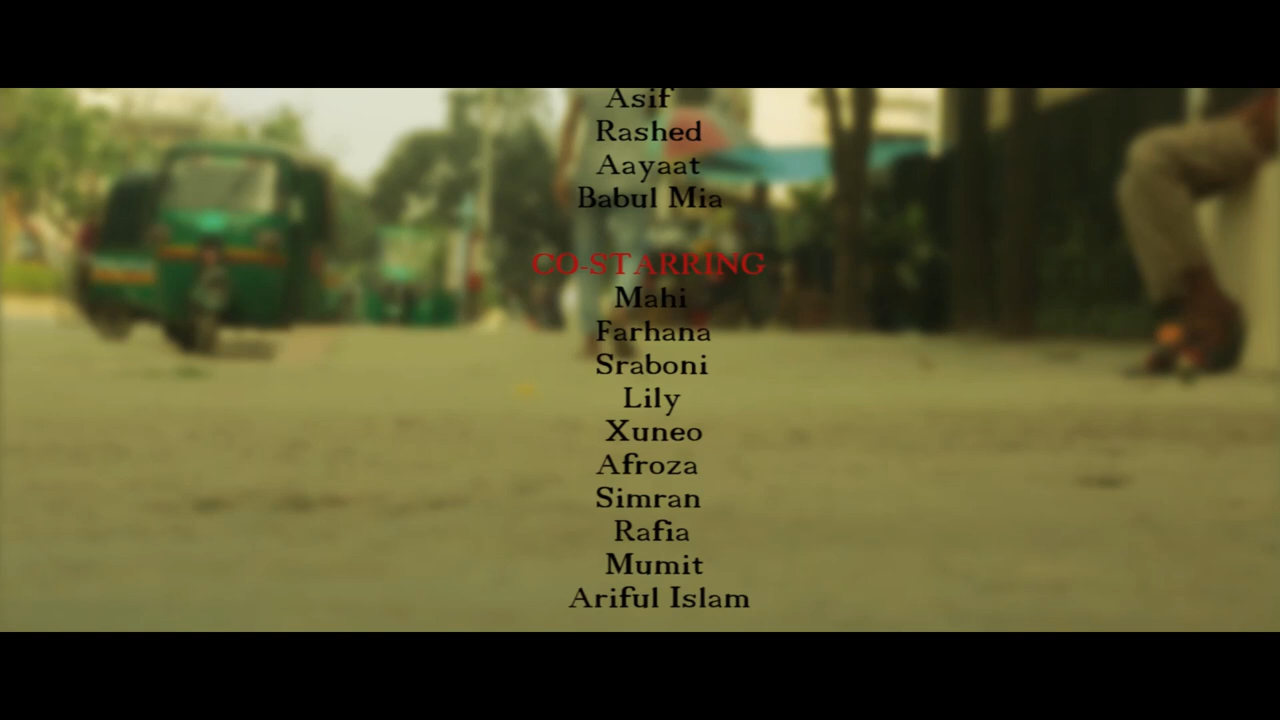 Asif
Rashed
Aayaat
Babul Mia
CO-STARRING
Mahi
Farhana
Sraboni
Lily
Xuneo
Afroza
Simran
Rafia
Mumit
Ariful Islam